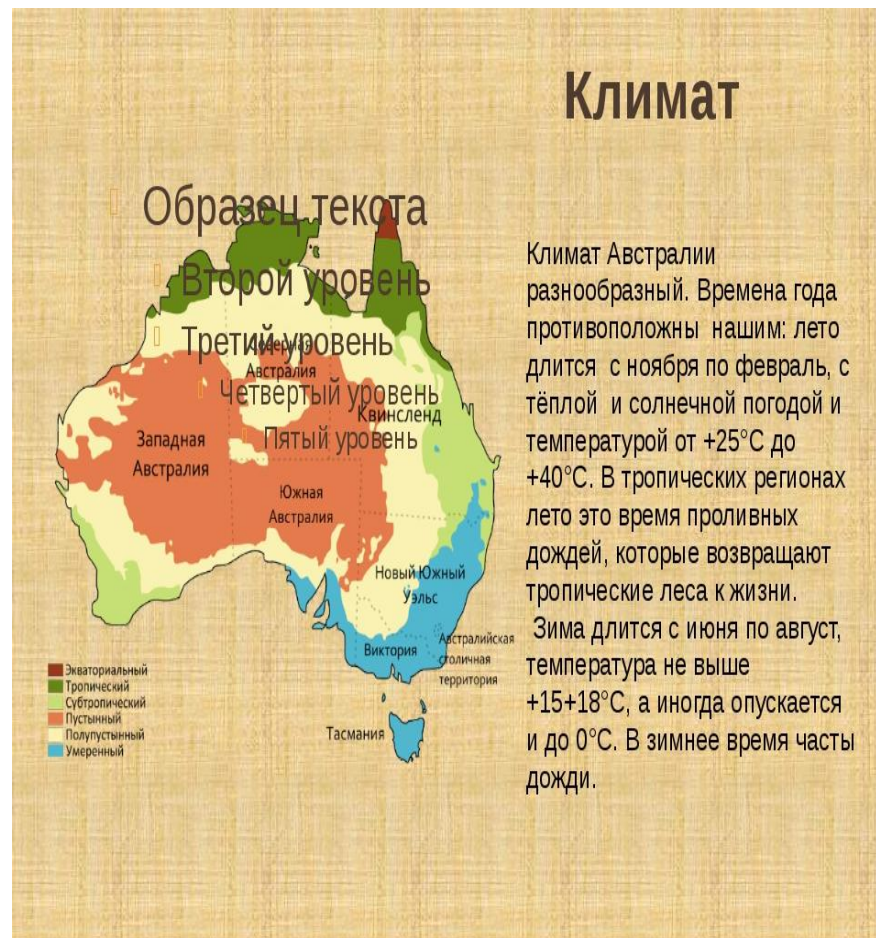 Климат
Образец текста
Второй уровень
Третий уровень
Четвертый уровень
Пятый уровень
Северная
Австралия
Западная
Австралия
Квинсленд
Южная
Австралия
Новый Южный
Уэльс
Виктория
Австралийская
столичная
территория
Тасмания
Экваториальный
Тропический
Субтропический
Пустынный
Полупустынный
Умеренный
Климат Австралии
разнообразный. Времена года
противоположны нашим: лето
длится с ноября по февраль, с
тёплой и солнечной погодой и
температурой от +25°С до
+40°С. В тропических регионах
лето это время проливных
дождей, которые возвращают
тропические леса к жизни.
Зима длится с июня по август,
температура не выше
+15+18°С, а иногда опускается
и до 0°С. В зимнее время часты
дожди.